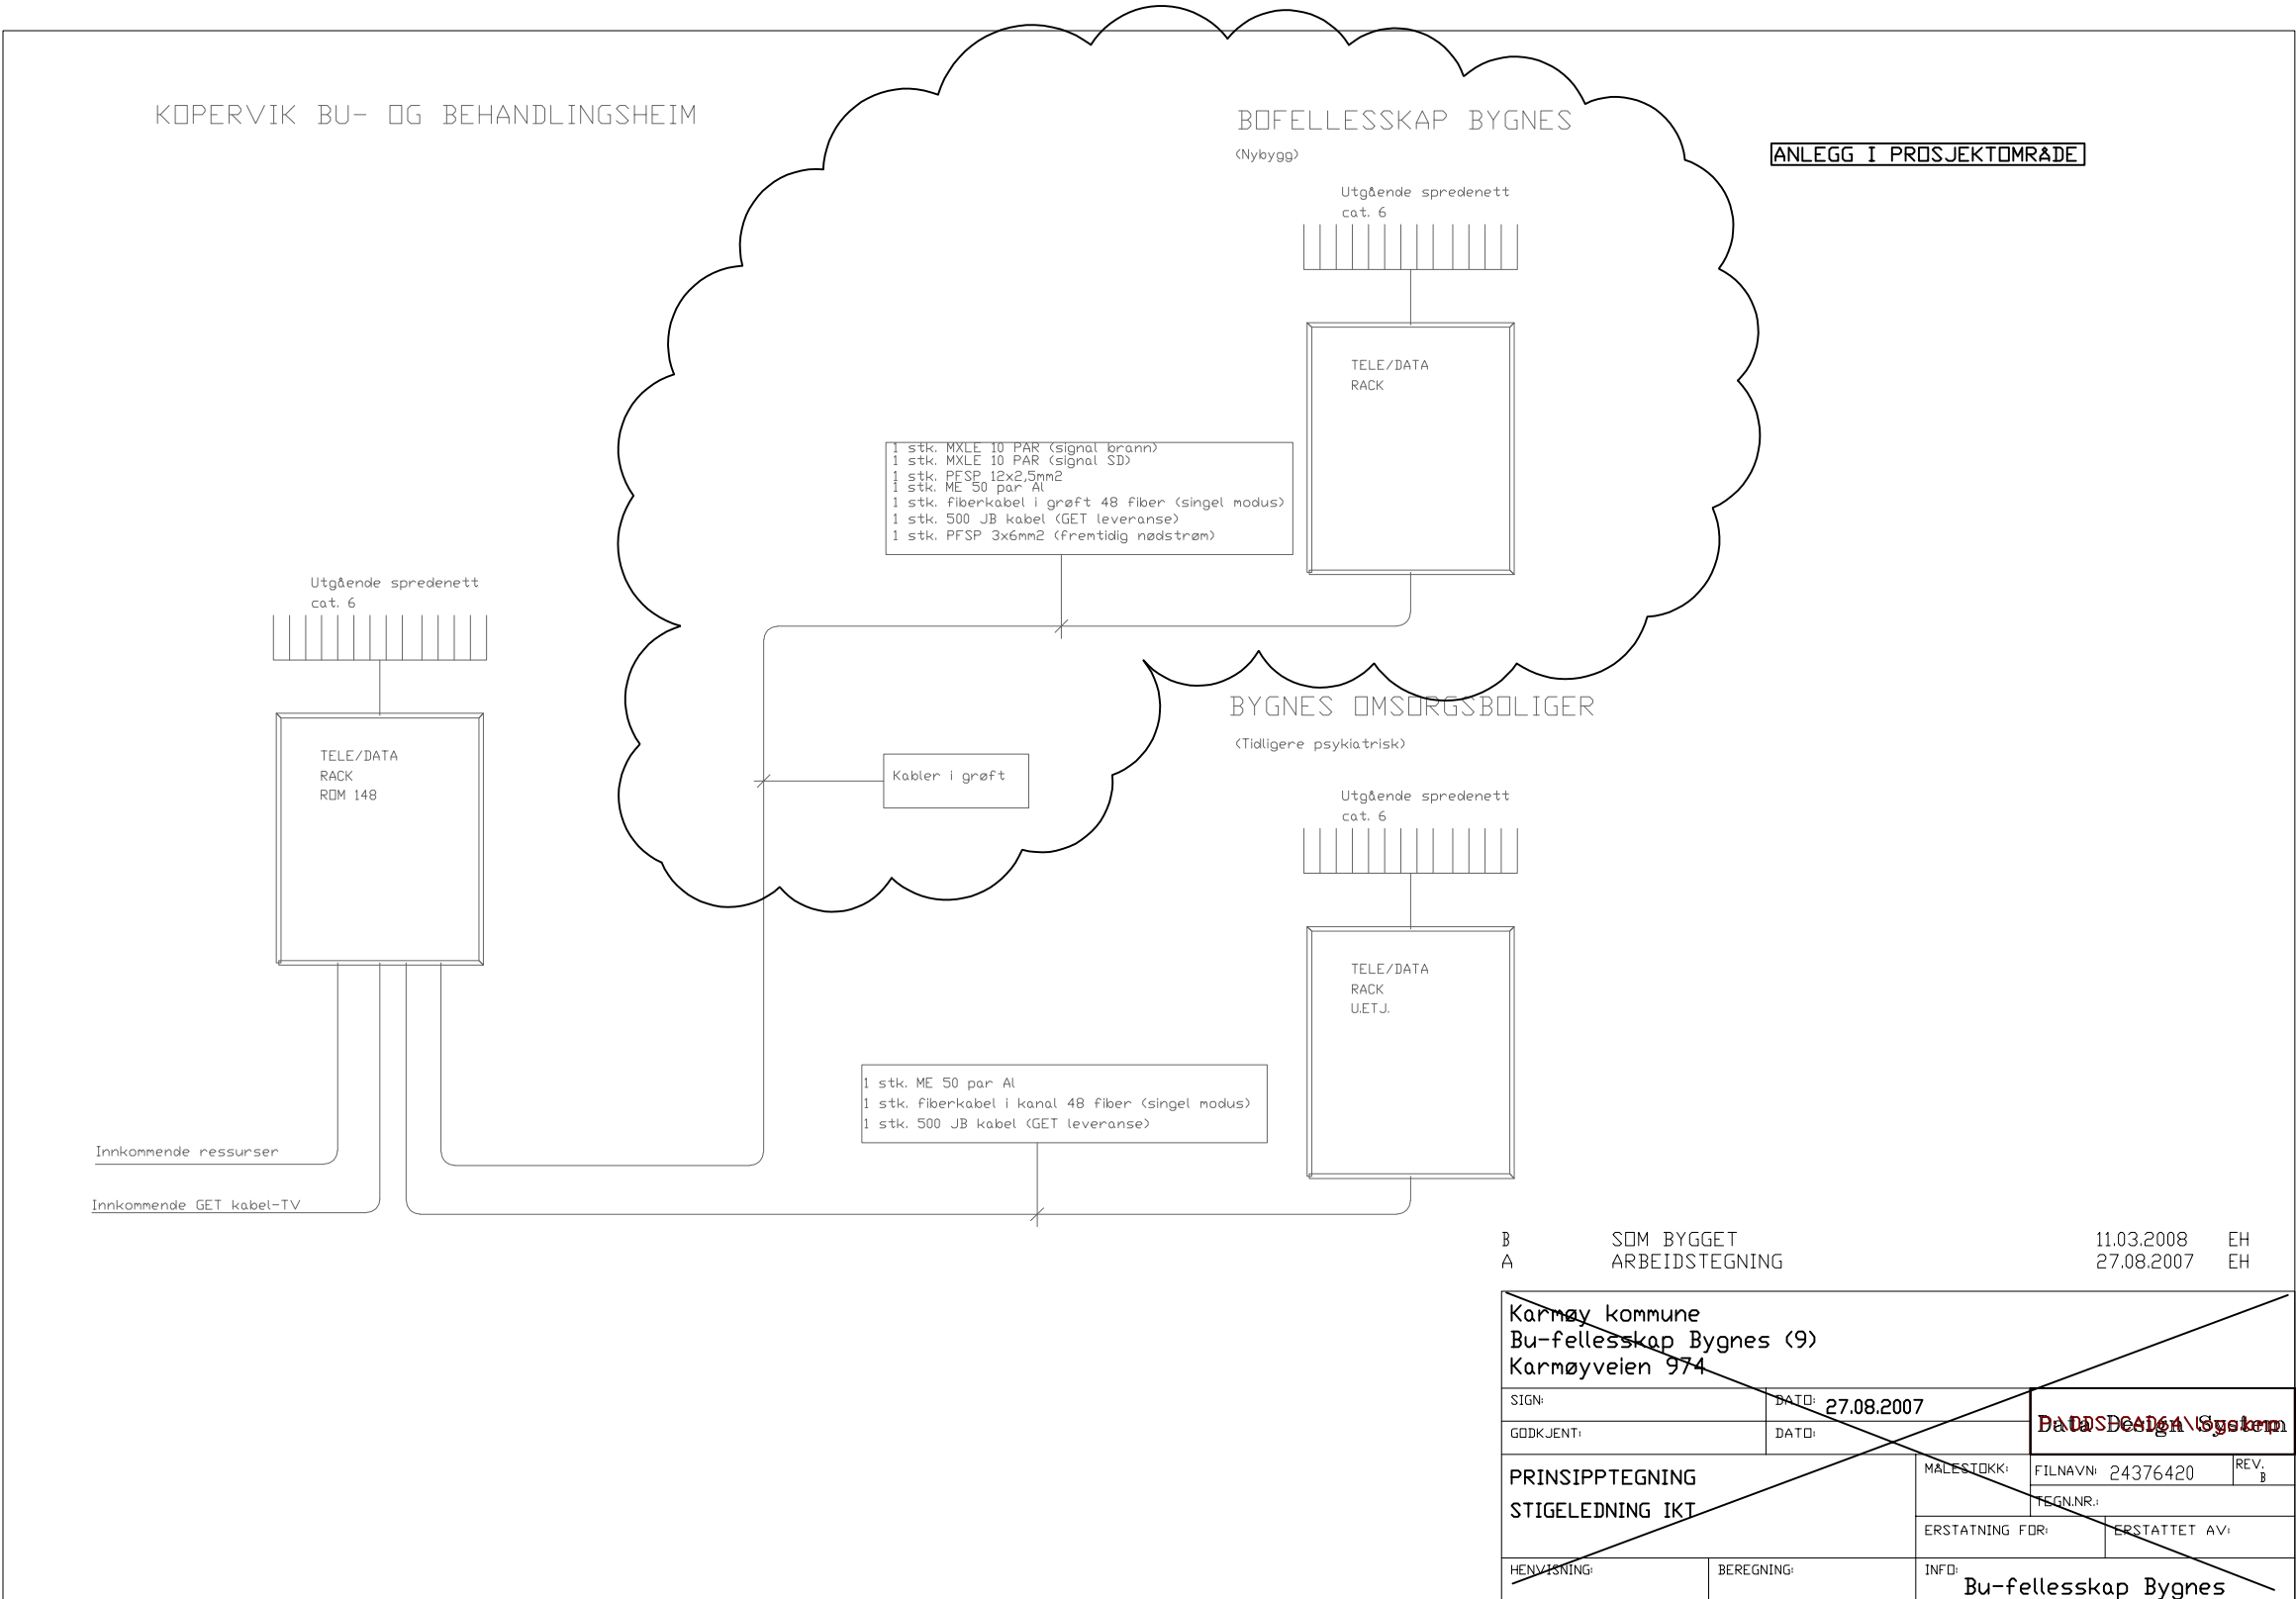 KOPERVIK BU- OG BEHANDLINGSHEIM
BOFELLESSKAP BYGNES
(Nybygg)
ANLEGG I PROSJEKTOMRÅDE
Utgående spredenett
cat. 6
TELE/DATA
RACK
1 stk. MXLE 10 PAR (signal brann)
1 stk. MXLE 10 PAR (signal SD)
1 stk. PFSP 12x2,5mm2
1 stk. ME 50 par Al
1 stk. fiberkabel i grøft 48 fiber (singel modus)
1 stk. 500 JB kabel (GET leveranse)
1 stk. PFSP 3x6mm2 (fremtidig nødstrøm)
Utgående spredenett
cat. 6
TELE/DATA
RACK
ROM 148
Kabler i grøft
BYGNES OMSORGSBOLIGER
(Tidligere psykiatrisk)
Utgående spredenett
cat. 6
TELE/DATA
RACK
U.ETJ.
1 stk. ME 50 par Al
1 stk. fiberkabel i kanal 48 fiber (singel modus)
1 stk. 500 JB kabel (GET leveranse)
Innkommende ressurser
Innkommende GET kabel-TV
B SOM BYGGET 11.03.2008 EH
A ARBEIDSTEGNING 27.08.2007 EH
Karmøy kommune
Bu-fellesskap Bygnes (9)
Karmøyveien 974
SIGN: DATO: 27.08.2007
GODKJENT: DATO:
Data Design System
PRINSIPPTEGNING
STIGELEDNING IKT
MÅLESTOKK: FILNAVN: 24376420 REV. B
TEGN.NR.:
ERSTATNING FOR: ERSTATTET AV:
HENVISNING: BEREGNING: INFO: Bu-fellesskap Bygnes